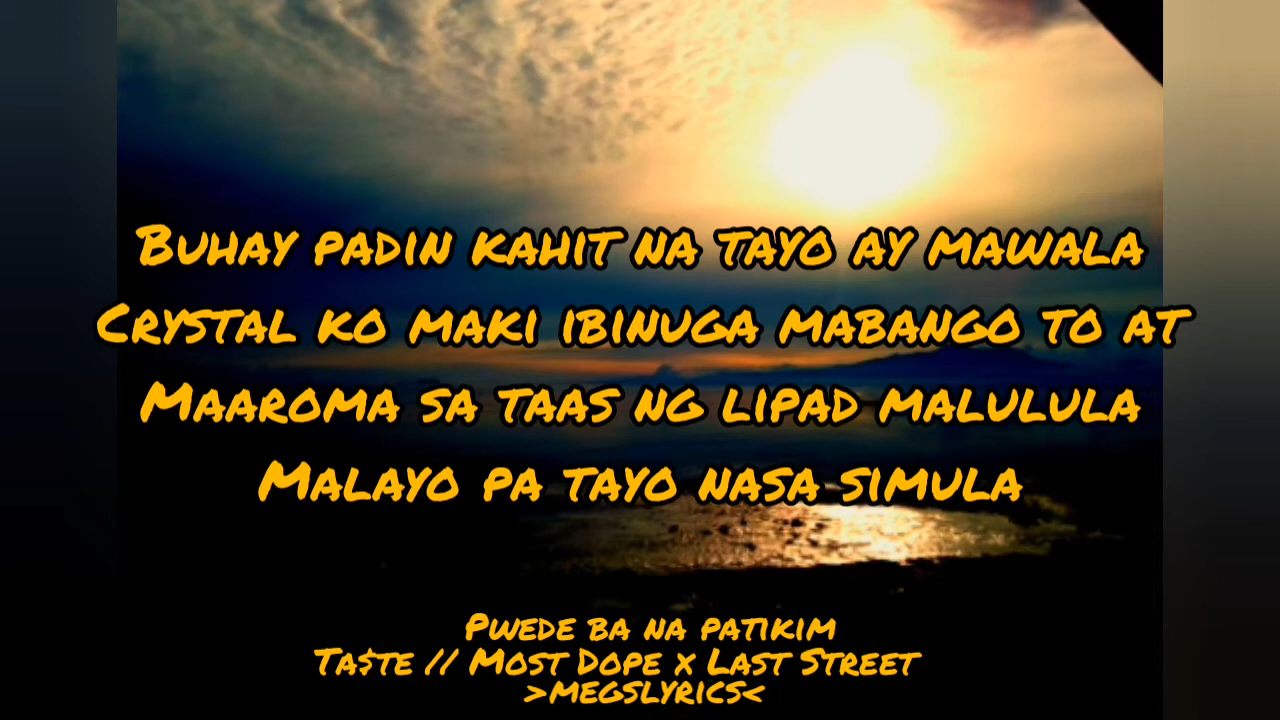 Buhay padin kahit na tayo ay mawala
Crystal ko maki ibinuga mabango to at
Maaroma sa taas ng lipad malulula
Malayo pa tayo nasa simula
Pwede ba na patikim
Ta$te // Most Dope x Last Street
>megslyrics<